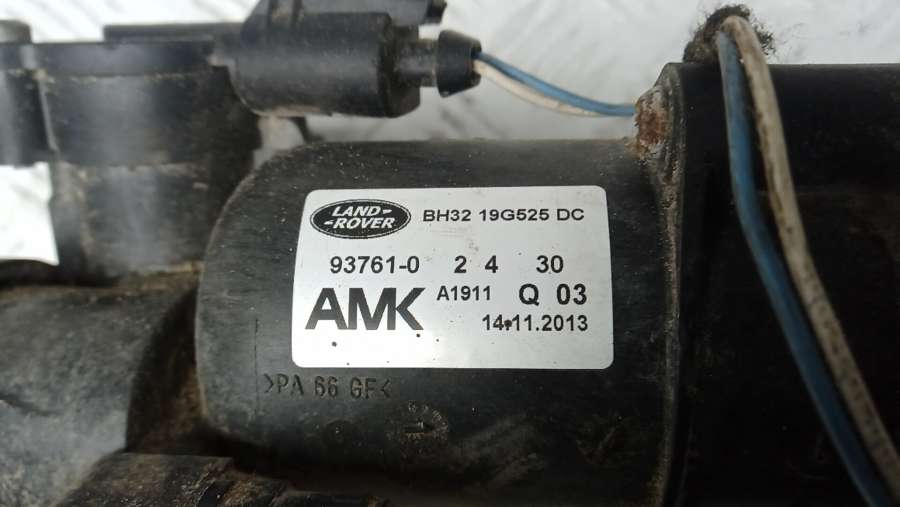 LAND-
-ROVER
BH32 19G525 DC
93761-0 2 4 30
AMK A1911 Q 03
14.11.2013
>PA 66 GF<